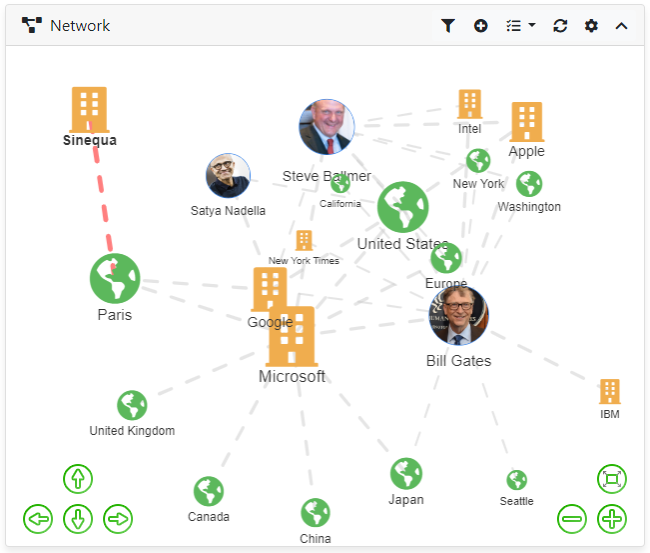 Network
Sinequa
Intel
Apple
Steve Ballmer
New York
Satya Nadella
California
Washington
United States
New York Times
Europe
Paris
Google
Bill Gates
Microsoft
IBM
United Kingdom
Japan
Seattle
Canada
China